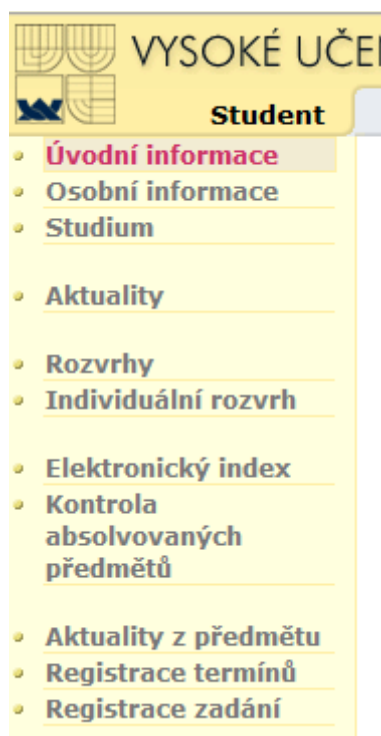 VYSOKÉ
Student
Úvodní informace
Osobní informace
Studium
Aktuality
Rozvrhy
Individuální rozvrh
Elektronický index
Kontrola
absolvovaných
předmětů
Aktuality z předmětu
Registrace termínů
Registrace zadání